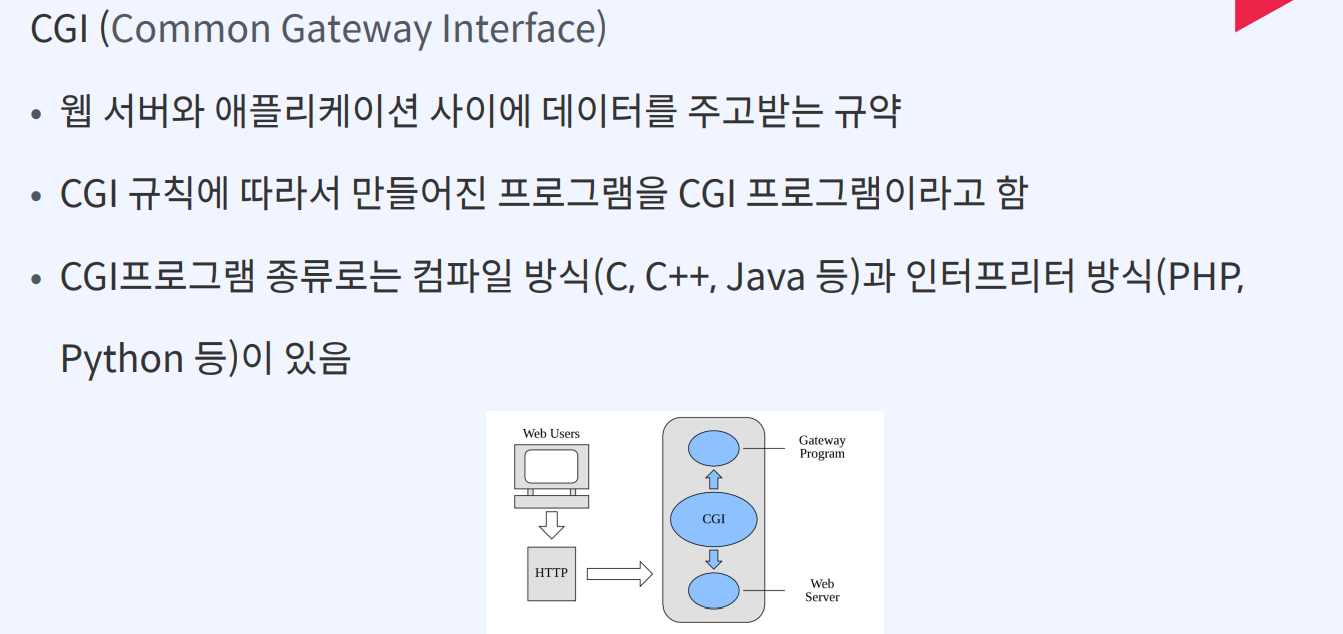 CGI (Common Gateway Interface)
• 웹 서버와 애플리케이션 사이에 데이터를 주고받는 규약
• CGI 규칙에 따라서 만들어진 프로그램을 CGI 프로그램이라고 함
• CGI프로그램 종류로는 컴파일 방식(C, C++, Java 등)과 인터프리터 방식(PHP,
Python 등)이 있음
Web Users
Gateway
Program
CGI
HTTP
Web
Server